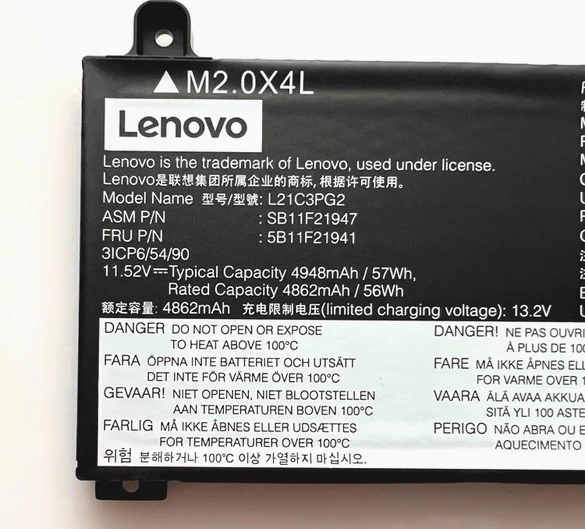 ▲M2.0X4L
Lenovo
Lenovo is the trademark of Lenovo, used under license.
Lenovo是联想集团所属企业的商标, 根据许可使用。
Model Name 型号/型號: L21C3PG2
ASM P/N : SB11F21947
FRU P/N : 5B11F21941
3ICP6/54/90
11.52V⎓Typical Capacity 4948mAh / 57Wh,
Rated Capacity 4862mAh / 56Wh
额定容量: 4862mAh 充电限制电压(limited charging voltage): 13.2V
DANGER DO NOT OPEN OR EXPOSE
TO HEAT ABOVE 100°C
FARA ÖPPNA INTE BATTERIET OCH UTSÄTT
DET INTE FÖR VÄRME ÖVER 100°C
GEVAAR! NIET OPENEN, NIET BLOOTSTELLEN
AAN TEMPERATUREN BOVEN 100°C
FARLIG MÅ IKKE ÅBNES ELLER UDSÆTTES
FOR TEMPERATURER OVER 100°C
위험 분해하거나 100°C 이상 가열하지 마십시오.
DANGER! NE PAS OUVRI
À PLUS DE 100
FARE MÅ IKKE ÅPNES ELL
FOR VARME OVER 1
VAARA ÄLÄ AVAA AKKUA
SITÄ YLI 100 ASTE
PERIGO NÃO ABRA OU E
AQUECIMENTO